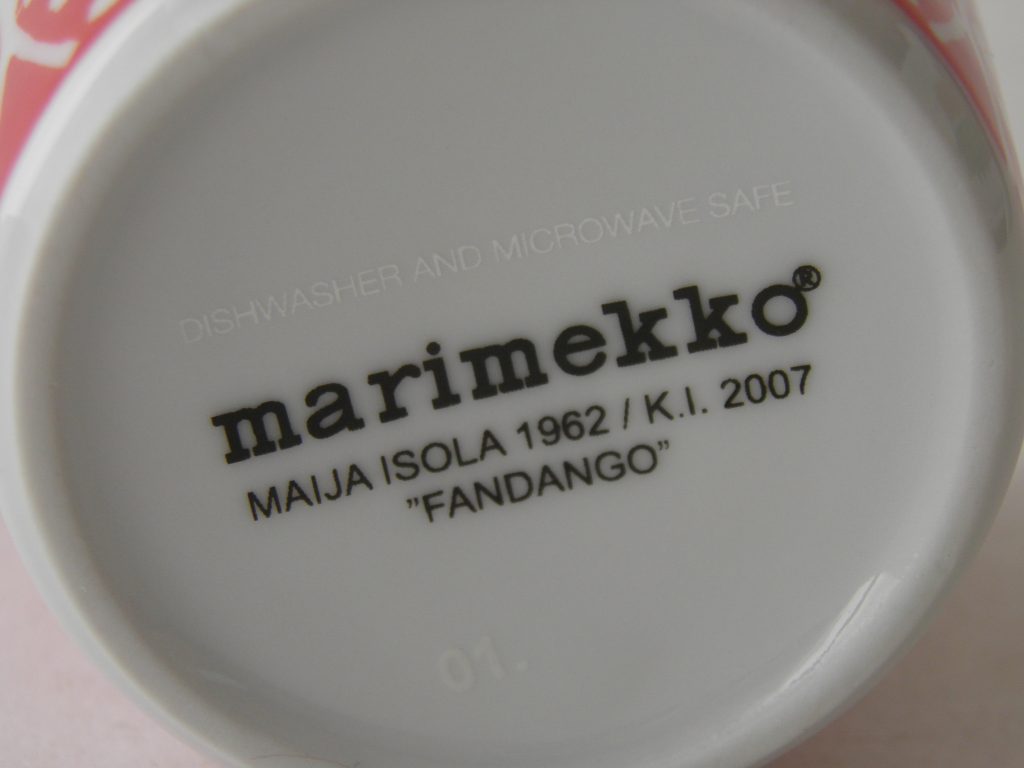 DISHWASHER AND MICROWAVE SAFE
marimekko®
MAIJA ISOLA 1962 / K.I. 2007
”FANDANGO”
01.